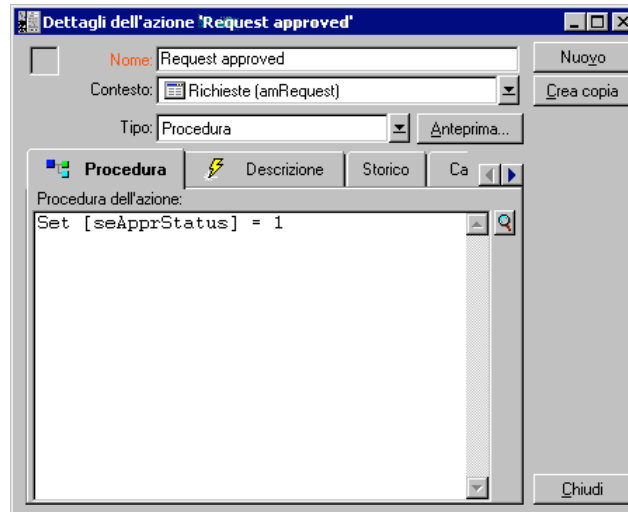 Dettagli dell'azione 'Request approved'
Nome: Request approved
Nuovo
Contesto: Richieste (amRequest)
Crea copia
Tipo: Procedura
Anteprima...
Procedura
Descrizione
Storico
Ca
Procedura dell'azione:
Set [seApprStatus] = 1
Chiudi